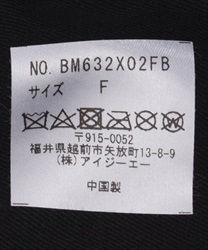 NO. BM632X02FB
サイズ F
〒915-0052
福井県越前市矢放町13-8-9
(株)アイジーエー
中国製